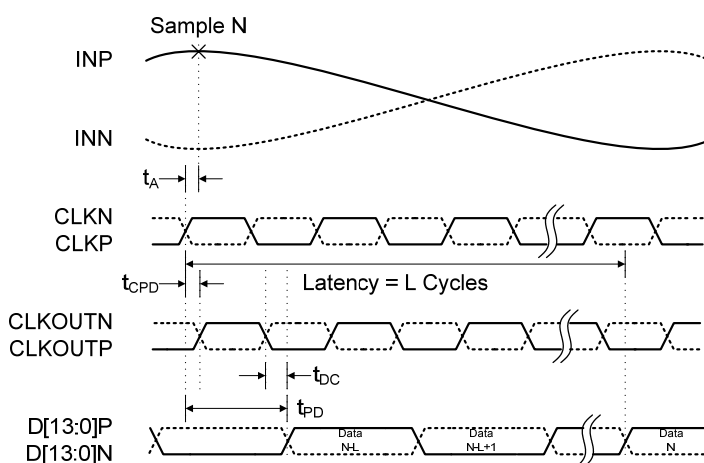 Sample N
INP
INN
tA
CLKN
CLKP
tCPD
Latency = L Cycles
CLKOUTN
CLKOUTP
tDC
tPD
D[13:0]P
D[13:0]N
Data
N-L
Data
N-L+1
Data
N